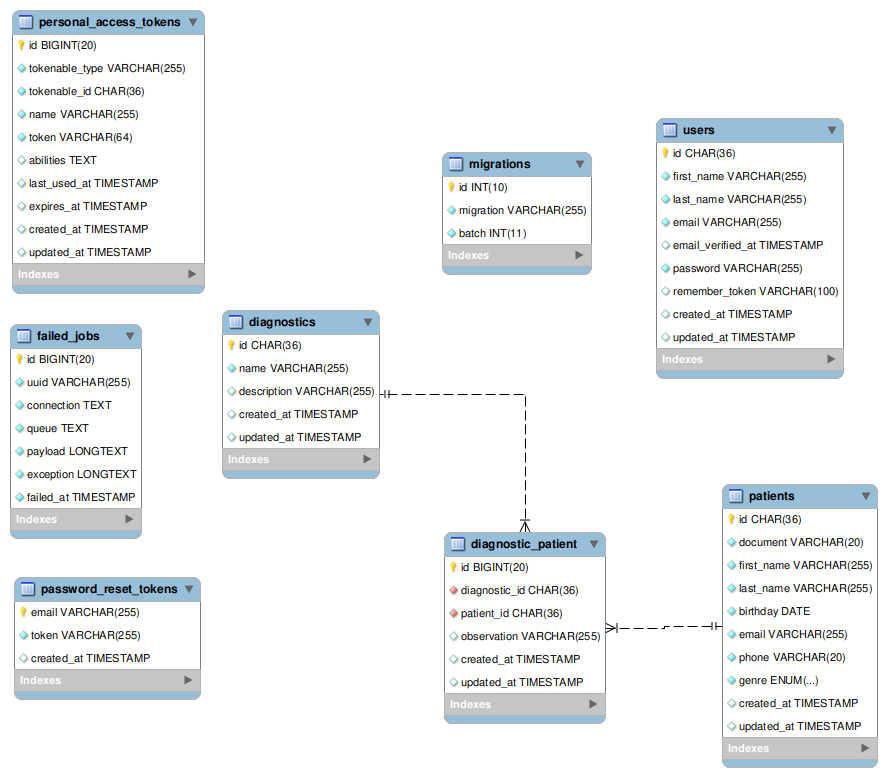 personal_access_tokens
id BIGINT(20)
tokenable_type VARCHAR(255)
tokenable_id CHAR(36)
name VARCHAR(255)
token VARCHAR(64)
abilities TEXT
last_used_at TIMESTAMP
expires_at TIMESTAMP
created_at TIMESTAMP
updated_at TIMESTAMP
Indexes
migrations
id INT(10)
migration VARCHAR(255)
batch INT(11)
Indexes
users
id CHAR(36)
first_name VARCHAR(255)
last_name VARCHAR(255)
email VARCHAR(255)
email_verified_at TIMESTAMP
password VARCHAR(255)
remember_token VARCHAR(100)
created_at TIMESTAMP
updated_at TIMESTAMP
Indexes
failed_jobs
id BIGINT(20)
uuid VARCHAR(255)
connection TEXT
queue TEXT
payload LONGTEXT
exception LONGTEXT
failed_at TIMESTAMP
Indexes
diagnostics
id CHAR(36)
name VARCHAR(255)
description VARCHAR(255)
created_at TIMESTAMP
updated_at TIMESTAMP
Indexes
password_reset_tokens
email VARCHAR(255)
token VARCHAR(255)
created_at TIMESTAMP
Indexes
diagnostic_patient
id BIGINT(20)
diagnostic_id CHAR(36)
patient_id CHAR(36)
observation VARCHAR(255)
created_at TIMESTAMP
updated_at TIMESTAMP
Indexes
patients
id CHAR(36)
document VARCHAR(20)
first_name VARCHAR(255)
last_name VARCHAR(255)
birthday DATE
email VARCHAR(255)
phone VARCHAR(20)
genre ENUM(...)
created_at TIMESTAMP
updated_at TIMESTAMP
Indexes